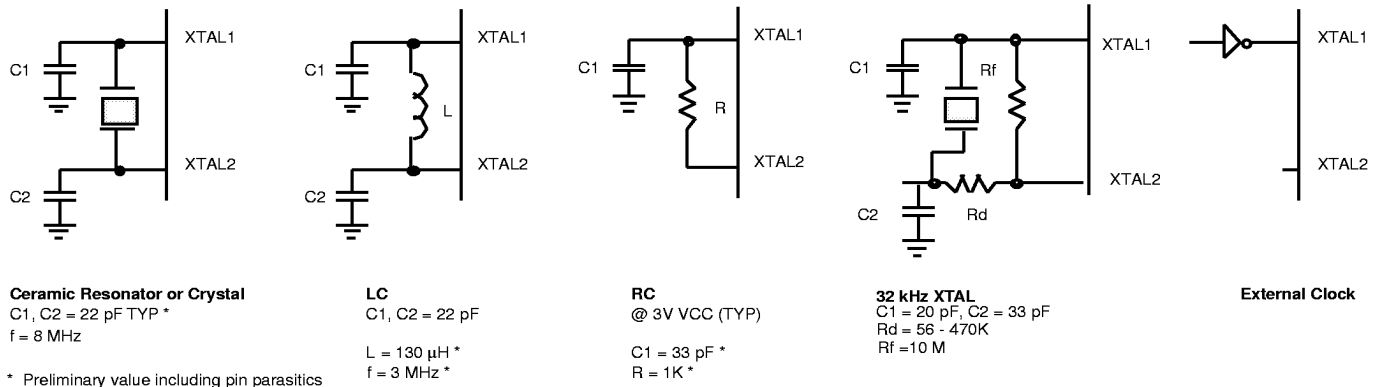 XTAL1
C1
XTAL2
C2
Ceramic Resonator or Crystal
C1, C2 = 22 pF TYP *
f = 8 MHz
* Preliminary value including pin parasitics
XTAL1
C1
L
XTAL2
C2
LC
C1, C2 = 22 pF
L = 130 μH *
f = 3 MHz *
XTAL1
C1
R
XTAL2
RC
@ 3V VCC (TYP)
C1 = 33 pF *
R = 1K *
XTAL1
C1
Rf
XTAL2
C2
Rd
32 kHz XTAL
C1 = 20 pF, C2 = 33 pF
Rd = 56 - 470K
Rf =10 M
XTAL1
XTAL2
External Clock